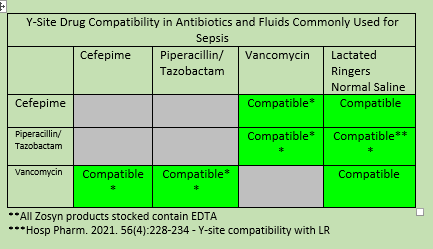 Y-Site Drug Compatibility in Antibiotics and Fluids Commonly Used for
Sepsis
Cefepime
Piperacillin/
Tazobactam
Vancomycin
Lactated
Ringers
Normal Saline
Cefepime
Compatible*
Compatible
Piperacillin/
Tazobactam
Compatible*
*
Compatible**
*
Vancomycin
Compatible
*
Compatible*
*
Compatible
**All Zosyn products stocked contain EDTA
***Hosp Pharm. 2021. 56(4):228-234 - Y-site compatibility with LR